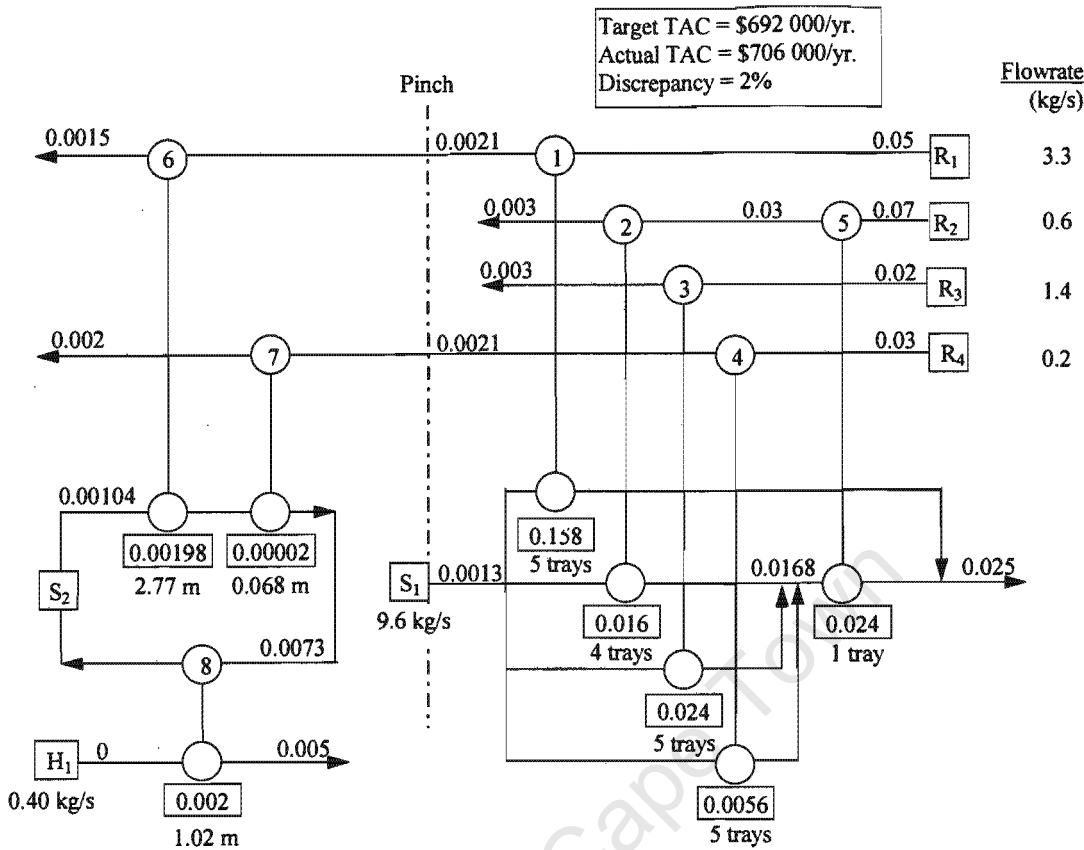 Target TAC = $692 000/yr.
Actual TAC = $706 000/yr.
Discrepancy = 2%
Pinch
Flowrate
(kg/s)
0.0015
6
0.0021
1
0.05
R1
3.3
0.003
2
0.03
5
0.07
R2
0.6
0.003
3
0.02
R3
1.4
0.002
7
0.0021
4
0.03
R4
0.2
0.00104
0.00198
2.77 m
0.00002
0.068 m
S2
0.0073
8
H1
0
0.005
0.40 kg/s
0.002
1.02 m
0.158
5 trays
S1
0.0013
9.6 kg/s
0.016
4 trays
0.0168
0.025
0.024
1 tray
0.024
5 trays
0.0056
5 trays
Cape Town